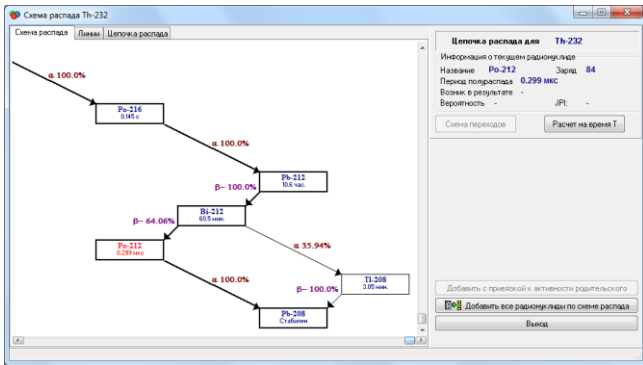 Схема распада Th-232
Схема распада Линии Цепочка распада
α 100.0%
Po-216
0.145 с
α 100.0%
Pb-212
10.6 час.
β− 100.0%
Bi-212
60.5 мин.
β− 64.06%
α 35.94%
Po-212
0.299 мкс
Tl-208
3.05 мин.
α 100.0%
β− 100.0%
Pb-208
Стабилен
Цепочка распада для Th-232
Информация о текущем радионуклиде
Название Po-212 Заряд 84
Период полураспада 0.299 мкс
Возник в результате -
Вероятность - JPI: -
Схема переходов Расчет на время T
Добавить с привязкой к активности родительского
Добавить все радионуклиды по схеме распада
Выход